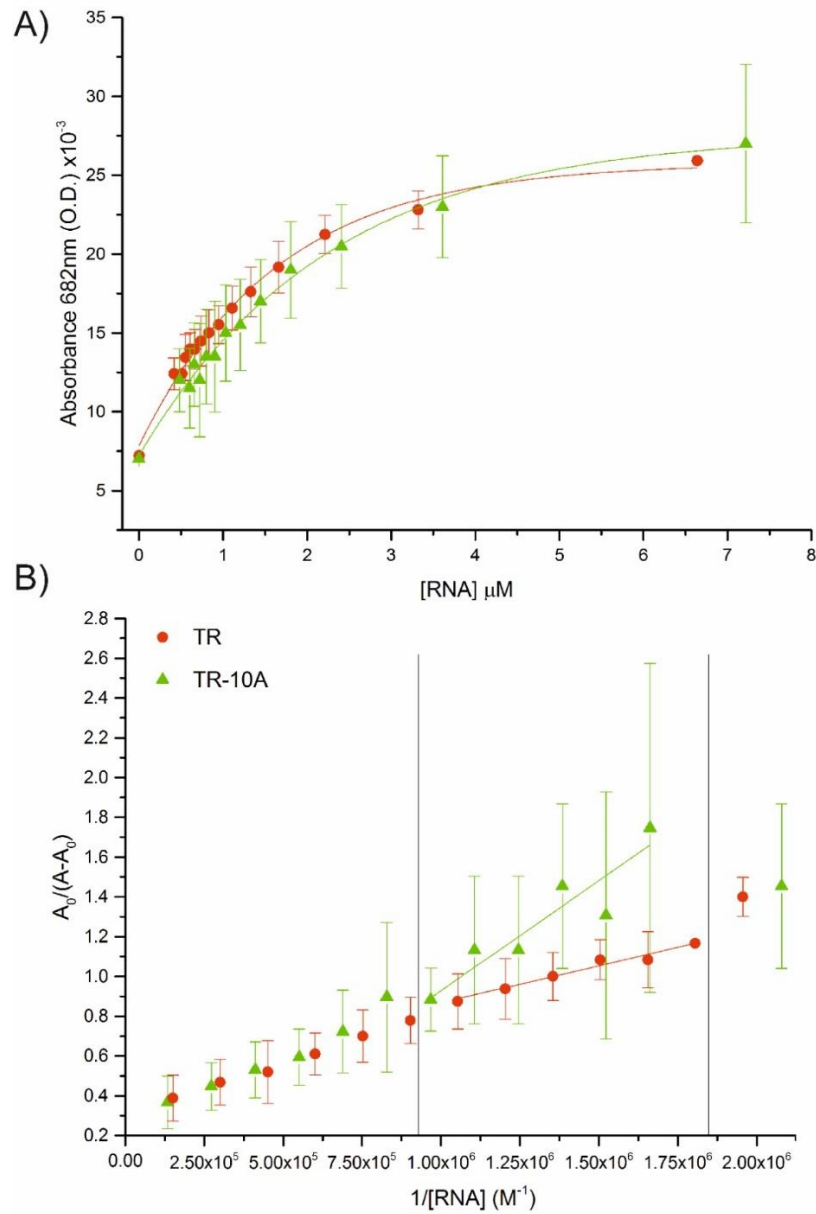 A)
35
30
25
20
15
10
5
Absorbance 682nm (O.D.) x10⁻³
0 1 2 3 4 5 6 7 8
[RNA] μM
B)
2.8
2.6
2.4
2.2
2.0
1.8
1.6
1.4
1.2
1.0
0.8
0.6
0.4
0.2
A₀/(A-A₀)
TR
TR-10A
0.00 2.50x10⁵ 5.00x10⁵ 7.50x10⁵ 1.00x10⁶ 1.25x10⁶ 1.50x10⁶ 1.75x10⁶ 2.00x10⁶
1/[RNA] (M⁻¹)